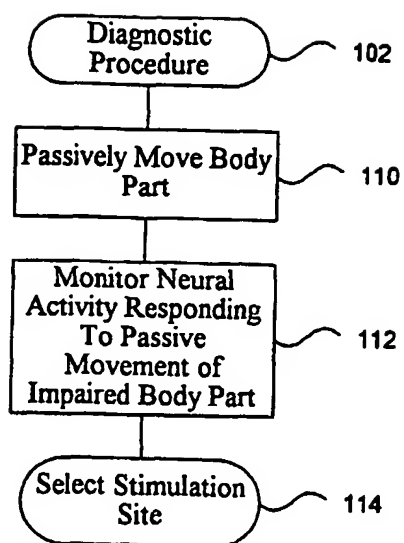 Diagnostic
Procedure
102
Passively Move Body
Part
110
Monitor Neural
Activity Responding
To Passive
Movement of
Impaired Body Part
112
Select Stimulation
Site
114